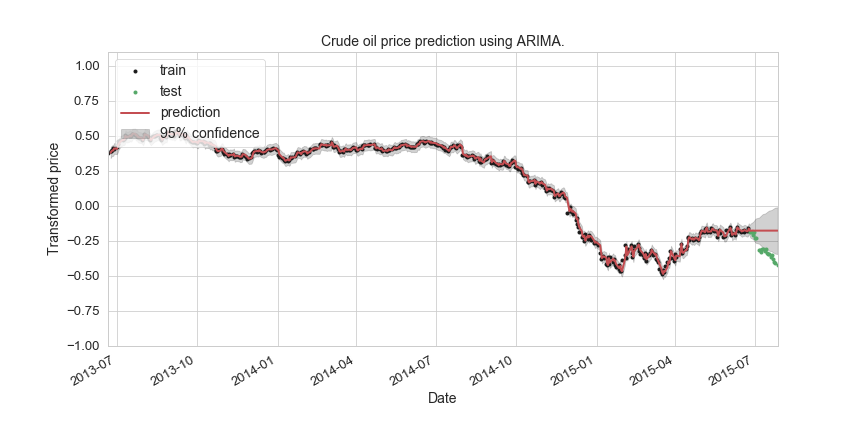 Crude oil price prediction using ARIMA.
1.00
0.75
0.50
0.25
0.00
−0.25
−0.50
−0.75
−1.00
Transformed price
train
test
prediction
95% confidence
2013-07
2013-10
2014-01
2014-04
2014-07
2014-10
2015-01
2015-04
2015-07
Date